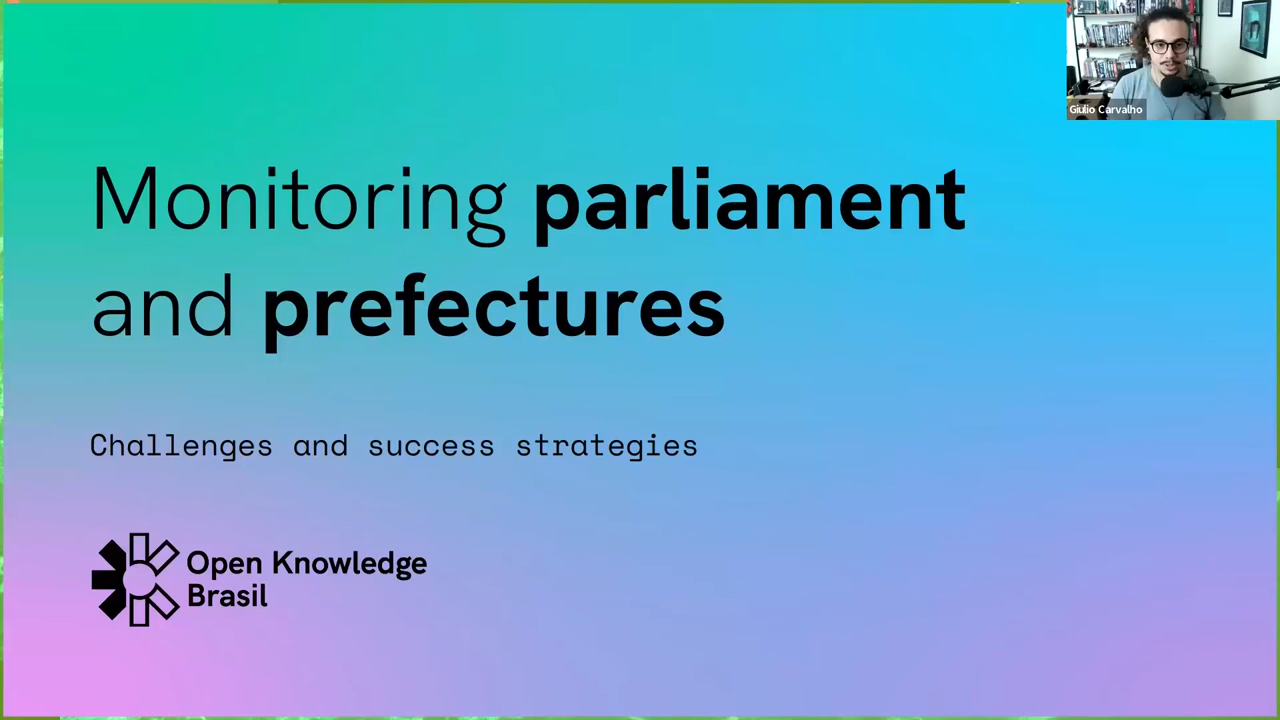 Giulio Carvalho
Monitoring parliament
and prefectures
Challenges and success strategies
Open Knowledge
Brasil